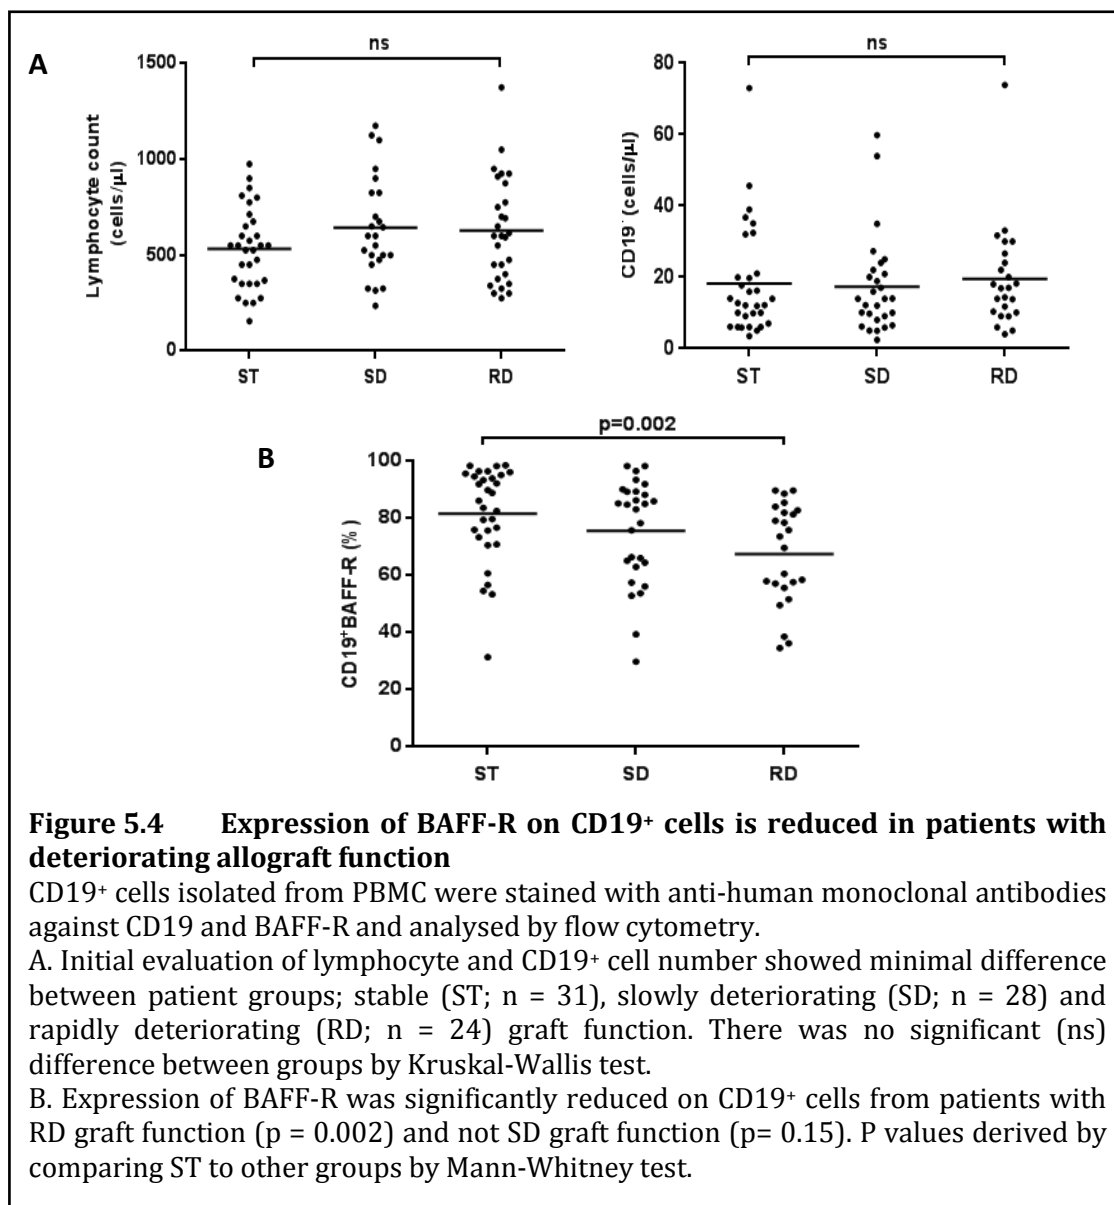 A
ns
1500
1000
500
0
Lymphocyte count
(cells/µl)
ST SD RD
ns
80
60
40
20
0
CD19⁺ (cells/µl)
ST SD RD
B
p=0.002
100
80
60
40
20
0
CD19⁺BAFF-R (%)
ST SD RD
Figure 5.4 Expression of BAFF-R on CD19⁺ cells is reduced in patients with
deteriorating allograft function
CD19⁺ cells isolated from PBMC were stained with anti-human monoclonal antibodies
against CD19 and BAFF-R and analysed by flow cytometry.
A. Initial evaluation of lymphocyte and CD19⁺ cell number showed minimal difference
between patient groups; stable (ST; n = 31), slowly deteriorating (SD; n = 28) and
rapidly deteriorating (RD; n = 24) graft function. There was no significant (ns)
difference between groups by Kruskal-Wallis test.
B. Expression of BAFF-R was significantly reduced on CD19⁺ cells from patients with
RD graft function (p = 0.002) and not SD graft function (p= 0.15). P values derived by
comparing ST to other groups by Mann-Whitney test.